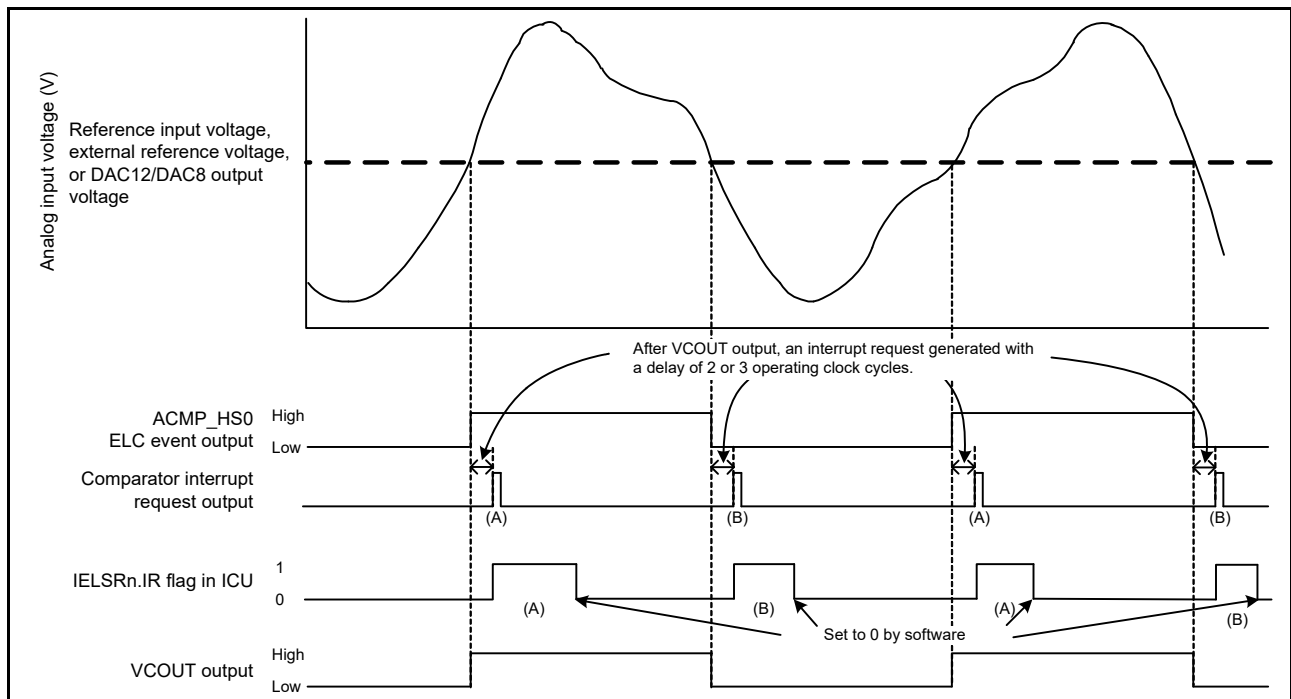 Analog input voltage (V)
Reference input voltage,
external reference voltage,
or DAC12/DAC8 output
voltage
After VCOUT output, an interrupt request generated with
a delay of 2 or 3 operating clock cycles.
ACMP_HS0
ELC event output
High
Low
Comparator interrupt
request output
(A)
(B)
(A)
(B)
IELSRn.IR flag in ICU
1
0
(A)
(B)
(A)
(B)
Set to 0 by software
VCOUT output
High
Low